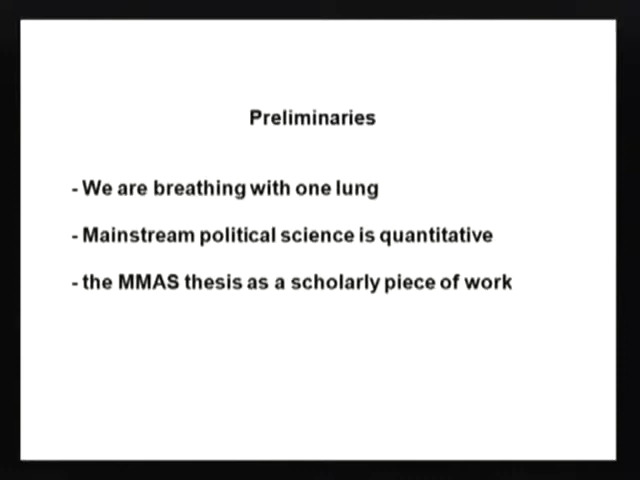 Preliminaries
- We are breathing with one lung
- Mainstream political science is quantitative
- the MMAS thesis as a scholarly piece of work